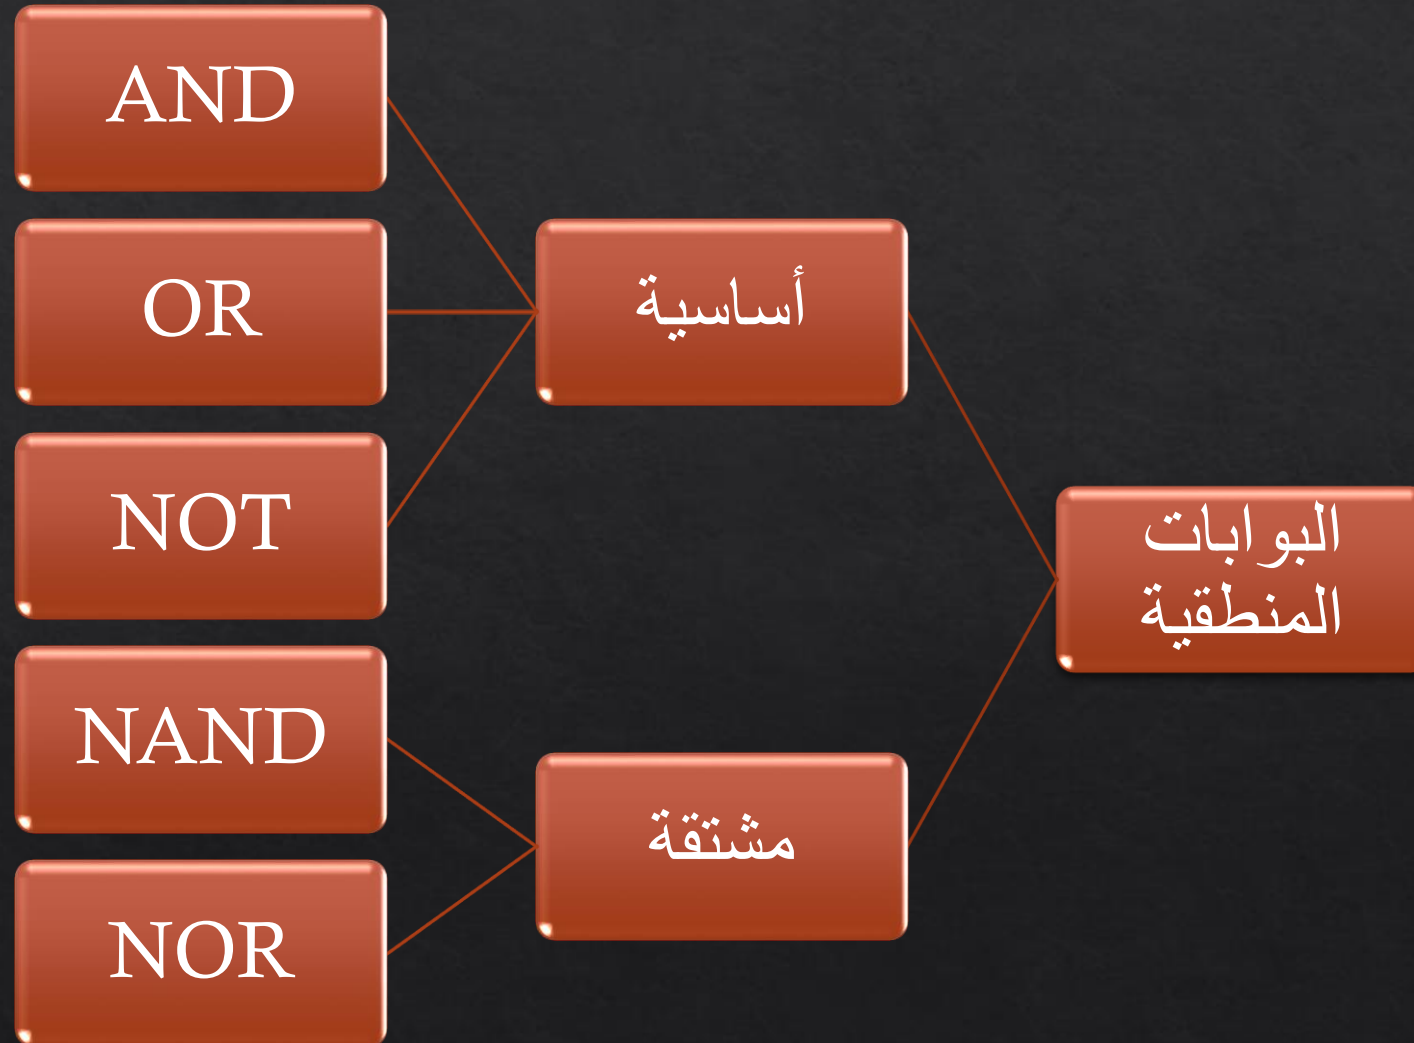 البوابات
المنطقية
أساسية
AND
OR
NOT
مشتقة
NAND
NOR